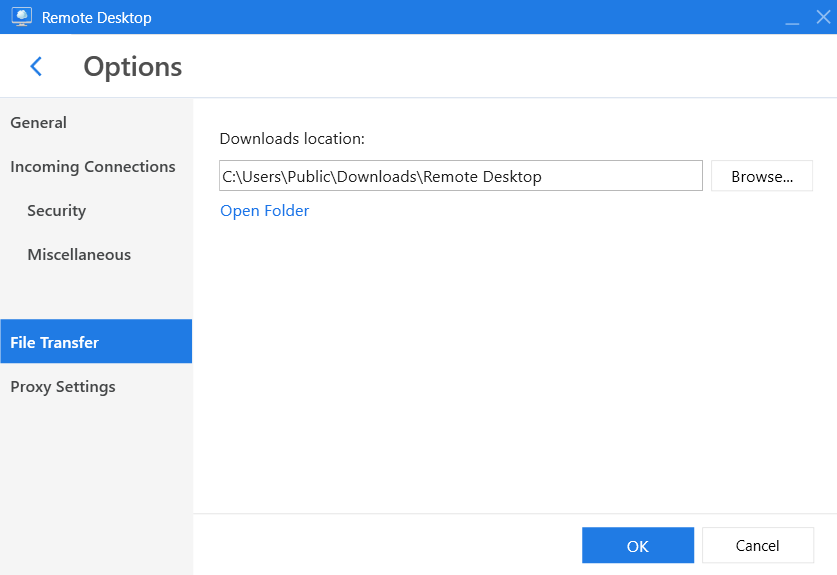 Remote Desktop
Options
General
Incoming Connections
Security
Miscellaneous
File Transfer
Proxy Settings
Downloads location:
C:\Users\Public\Downloads\Remote Desktop
Browse...
Open Folder
OK
Cancel